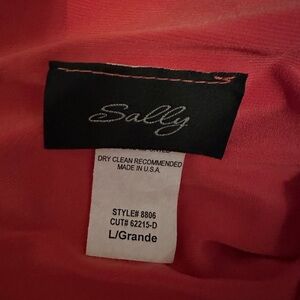 Sally
DRY CLEAN RECOMMENDED
MADE IN U.S.A.
STYLE# 8806
CUT# 62215-D
L/Grande